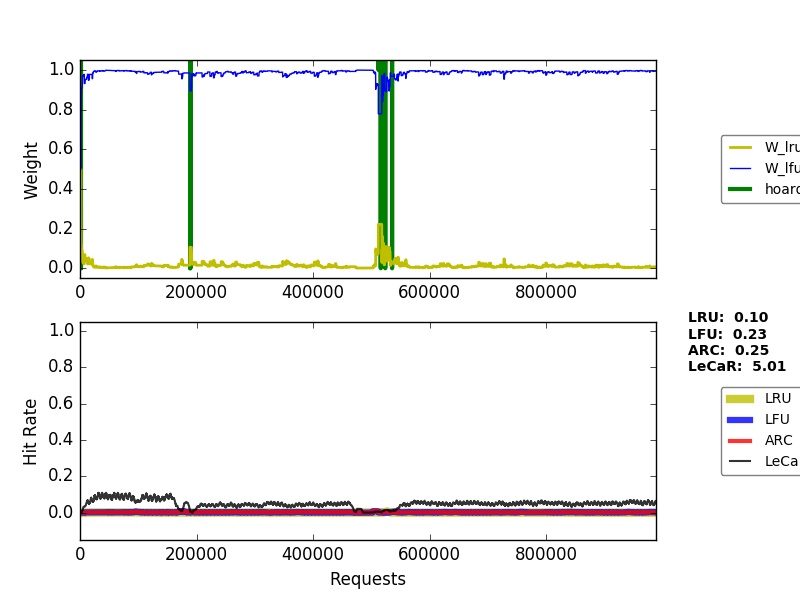 1.0
0.8
0.6
0.4
0.2
0.0
Weight
0
200000
400000
600000
800000
W_lru
W_lfu
hoard
LRU: 0.10
LFU: 0.23
ARC: 0.25
LeCaR: 5.01
1.0
0.8
0.6
0.4
0.2
0.0
Hit Rate
0
200000
400000
600000
800000
Requests
LRU
LFU
ARC
LeCa